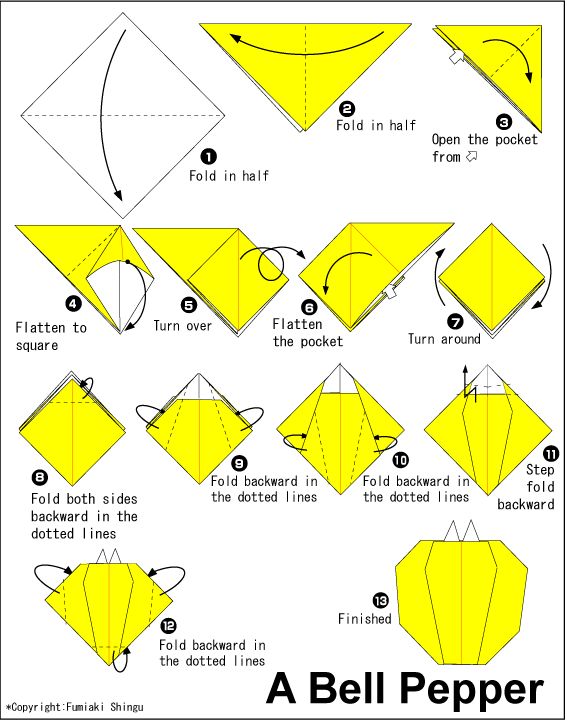 1
Fold in half
2
Fold in half
3
Open the pocket
from
4
Flatten to
square
5
Turn over
6
Flatten
the pocket
7
Turn around
8
Fold both sides
backward in the
dotted lines
9
Fold backward in
the dotted lines
10
Fold backward in
the dotted lines
11
Step
fold
backward
12
Fold backward in
the dotted lines
13
Finished
A Bell Pepper
*Copyright:Fumiaki Shingu